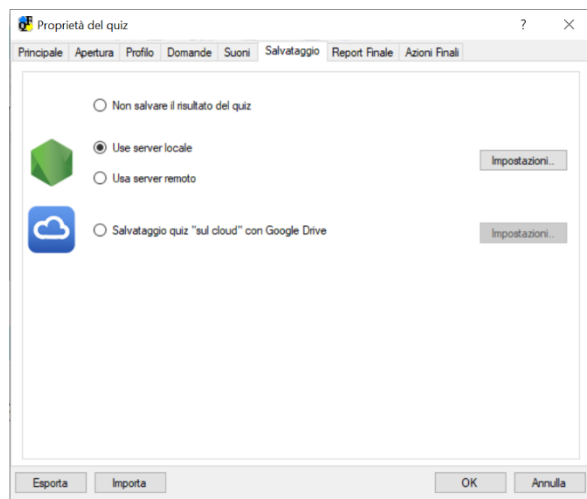 Proprietà del quiz
Principale Apertura Profilo Domande Suoni Salvataggio Report Finale Azioni Finali
Non salvare il risultato del quiz
Use server locale
Impostazioni..
Usa server remoto
Salvataggio quiz "sul cloud" con Google Drive
Impostazioni..
Esporta Importa OK Annulla